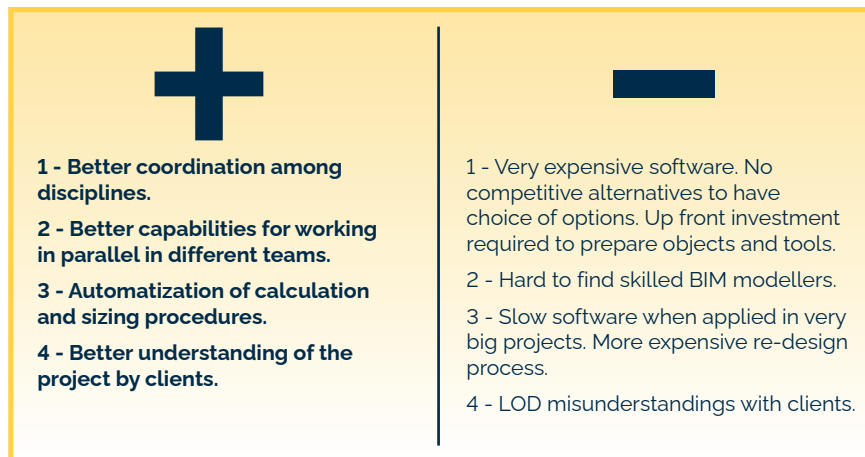 1 - Better coordination among
disciplines.
2 - Better capabilities for working
in parallel in different teams.
3 - Automatization of calculation
and sizing procedures.
4 - Better understanding of the
project by clients.
1 - Very expensive software. No
competitive alternatives to have
choice of options. Up front investment
required to prepare objects and tools.
2 - Hard to find skilled BIM modellers.
3 - Slow software when applied in very
big projects. More expensive re-design
process.
4 - LOD misunderstandings with clients.